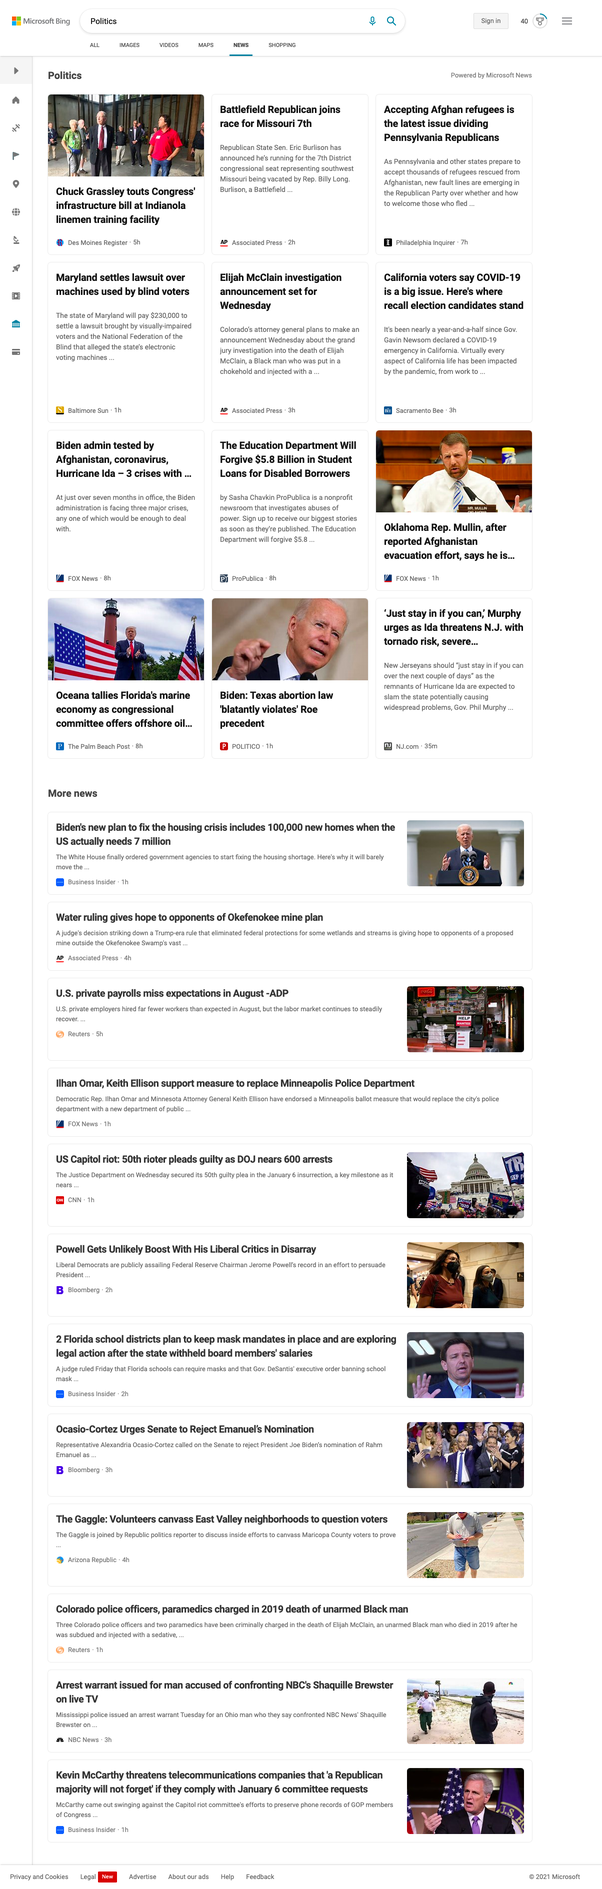 Microsoft Bing
Politics
Sign in
40
ALL
IMAGES
VIDEOS
MAPS
NEWS
SHOPPING
Politics
Powered by Microsoft News
Chuck Grassley touts Congress'
infrastructure bill at Indianola
linemen training facility
Des Moines Register · 5h
Battlefield Republican joins
race for Missouri 7th
Republican State Sen. Eric Burlison has
announced he's running for the 7th District
congressional seat representing southwest
Missouri being vacated by Rep. Billy Long.
Burlison, a Battlefield ...
AP
Associated Press · 2h
Accepting Afghan refugees is
the latest issue dividing
Pennsylvania Republicans
As Pennsylvania and other states prepare to
accept thousands of refugees rescued from
Afghanistan, new fault lines are emerging in
the Republican Party over whether and how
to welcome those who fled ...
Philadelphia Inquirer · 7h
Maryland settles lawsuit over
machines used by blind voters
The state of Maryland will pay $230,000 to
settle a lawsuit brought by visually-impaired
voters and the National Federation of the
Blind that alleged the state's electronic
voting machines ...
Baltimore Sun · 1h
Elijah McClain investigation
announcement set for
Wednesday
Colorado's attorney general plans to make an
announcement Wednesday about the grand
jury investigation into the death of Elijah
McClain, a Black man who was put in a
chokehold and injected with a ...
AP
Associated Press · 3h
California voters say COVID-19
is a big issue. Here's where
recall election candidates stand
It's been nearly a year-and-a-half since Gov.
Gavin Newsom declared a COVID-19
emergency in California. Virtually every
aspect of California life has been impacted
by the pandemic, from work to ...
Sacramento Bee · 3h
Biden admin tested by
Afghanistan, coronavirus,
Hurricane Ida – 3 crises with ...
At just over seven months in office, the Biden
administration is facing three major crises,
any one of which would be enough to deal
with.
FOX News · 8h
The Education Department Will
Forgive $5.8 Billion in Student
Loans for Disabled Borrowers
by Sasha Chavkin ProPublica is a nonprofit
newsroom that investigates abuses of
power. Sign up to receive our biggest stories
as soon as they're published. The Education
Department will forgive $5.8 ...
ProPublica · 8h
MR. MULLIN
Oklahoma Rep. Mullin, after
reported Afghanistan
evacuation effort, says he is...
FOX News · 1h
Oceana tallies Florida's marine
economy as congressional
committee offers offshore oil...
The Palm Beach Post · 8h
Biden: Texas abortion law
'blatantly violates' Roe
precedent
POLITICO · 1h
'Just stay in if you can,' Murphy
urges as Ida threatens N.J. with
tornado risk, severe...
New Jerseyans should "just stay in if you can
over the next couple of days" as the
remnants of Hurricane Ida are expected to
slam the state potentially causing
widespread problems, Gov. Phil Murphy ...
NJ.com · 35m
More news
Biden's new plan to fix the housing crisis includes 100,000 new homes when the
US actually needs 7 million
The White House finally ordered government agencies to start fixing the housing shortage. Here's why it will barely
move the ...
Business Insider · 1h
Water ruling gives hope to opponents of Okefenokee mine plan
A judge's decision striking down a Trump-era rule that eliminated federal protections for some wetlands and streams is giving hope to opponents of a proposed
mine outside the Okefenokee Swamp's vast ...
AP
Associated Press · 4h
U.S. private payrolls miss expectations in August -ADP
U.S. private employers hired far fewer workers than expected in August, but the labor market continues to steadily
recover. ...
Reuters · 5h
HELP
Ilhan Omar, Keith Ellison support measure to replace Minneapolis Police Department
Democratic Rep. Ilhan Omar and Minnesota Attorney General Keith Ellison have endorsed a Minneapolis ballot measure that would replace the city's police
department with a new department of public ...
FOX News · 1h
US Capitol riot: 50th rioter pleads guilty as DOJ nears 600 arrests
The Justice Department on Wednesday secured its 50th guilty plea in the January 6 insurrection, a key milestone as it
nears ...
CNN
CNN · 1h
Powell Gets Unlikely Boost With His Liberal Critics in Disarray
Liberal Democrats are publicly assailing Federal Reserve Chairman Jerome Powell's record in an effort to persuade
President ...
B
Bloomberg · 2h
2 Florida school districts plan to keep mask mandates in place and are exploring
legal action after the state withheld board members' salaries
A judge ruled Friday that Florida schools can require masks and that Gov. DeSantis' executive order banning school
mask ...
Business Insider · 2h
Ocasio-Cortez Urges Senate to Reject Emanuel's Nomination
Representative Alexandria Ocasio-Cortez called on the Senate to reject President Joe Biden's nomination of Rahm
Emanuel as ...
B
Bloomberg · 3h
The Gaggle: Volunteers canvass East Valley neighborhoods to question voters
The Gaggle is joined by Republic politics reporter to discuss inside efforts to canvass Maricopa County voters to prove
...
Arizona Republic · 4h
Colorado police officers, paramedics charged in 2019 death of unarmed Black man
Three Colorado police officers and two paramedics have been criminally charged in the death of Elijah McClain, an unarmed Black man who died in 2019 after he
was subdued and injected with a sedative, ...
Reuters · 1h
Arrest warrant issued for man accused of confronting NBC's Shaquille Brewster
on live TV
Mississippi police issued an arrest warrant Tuesday for an Ohio man who they say confronted NBC News' Shaquille
Brewster on ...
NBC News · 3h
Kevin McCarthy threatens telecommunications companies that 'a Republican
majority will not forget' if they comply with January 6 committee requests
McCarthy came out swinging against the Capitol riot committee's efforts to preserve phone records of GOP members
of Congress ...
Business Insider · 1h
Privacy and Cookies
Legal
New
Advertise
About our ads
Help
Feedback
© 2021 Microsoft